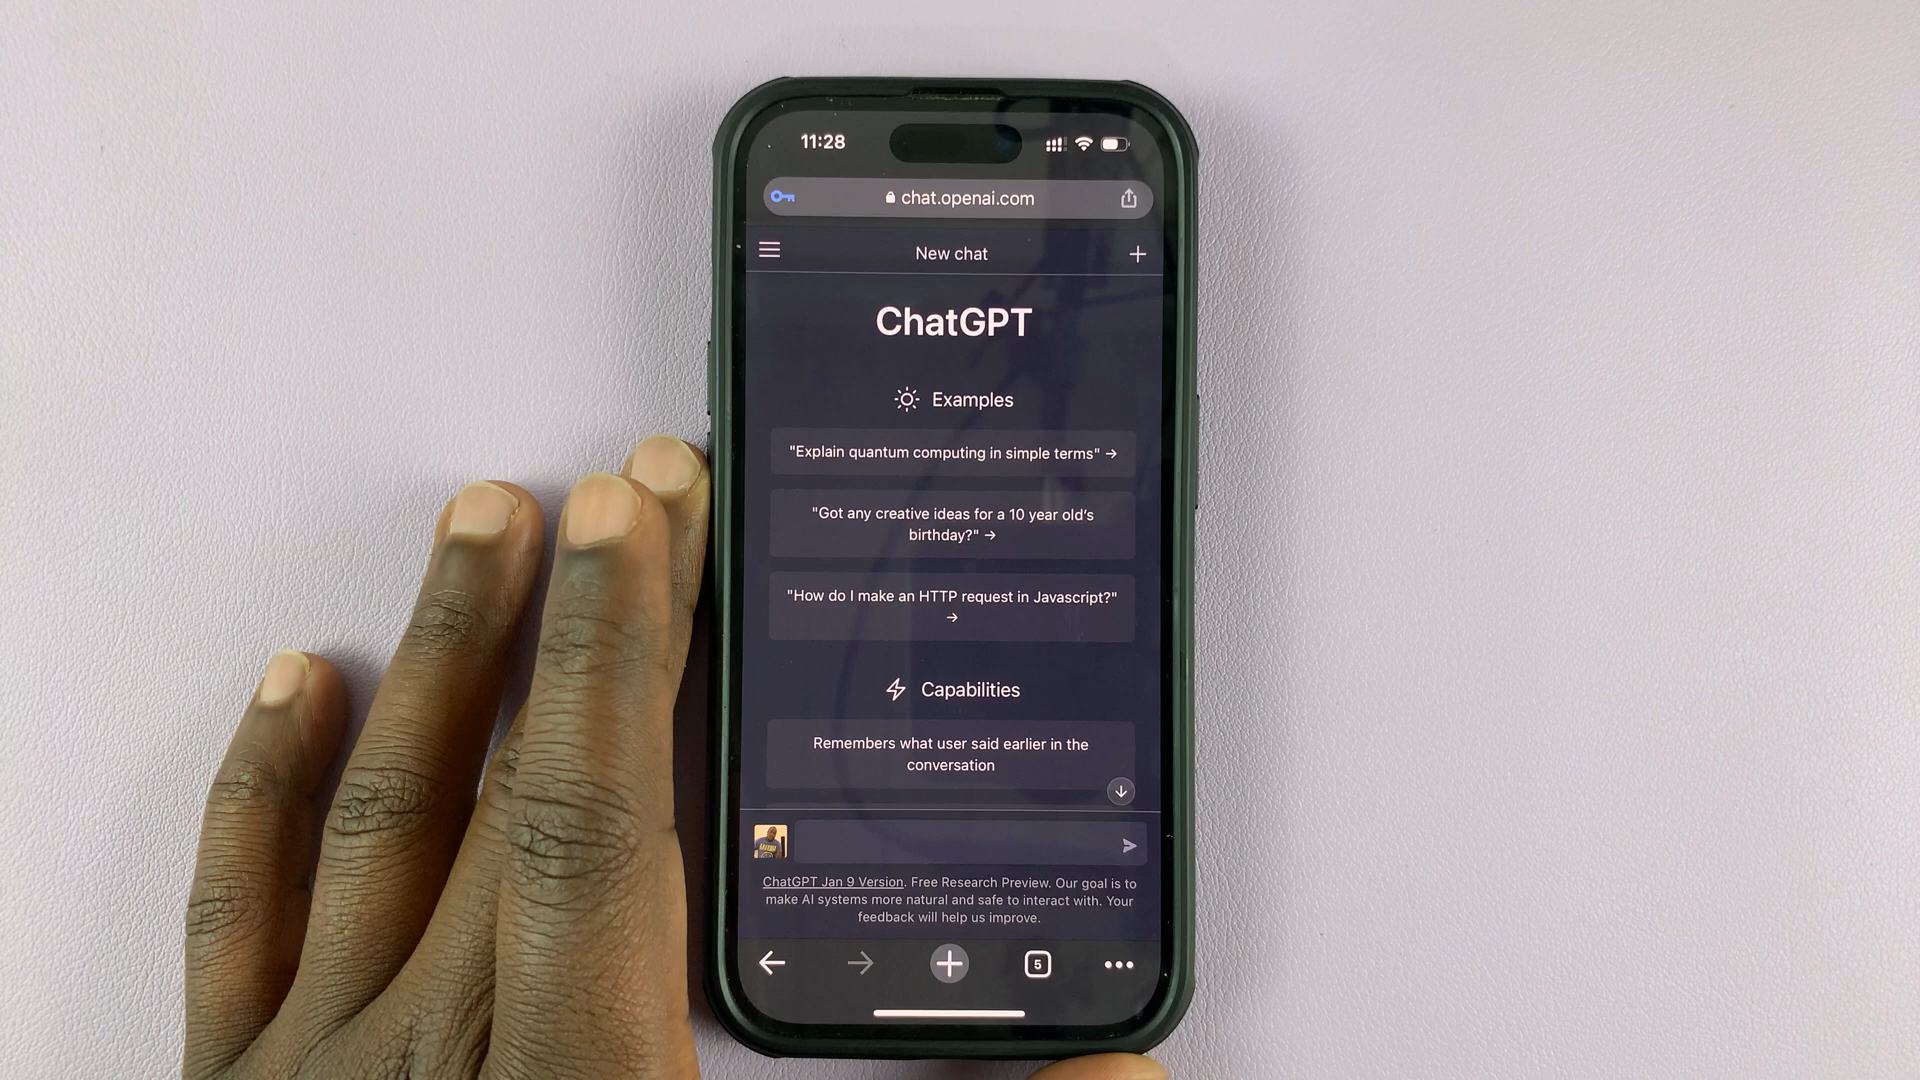 11:28
chat.openai.com
New chat
ChatGPT
Examples
"Explain quantum computing in simple terms" →
"Got any creative ideas for a 10 year old's
birthday?" →
"How do I make an HTTP request in Javascript?"
→
Capabilities
Remembers what user said earlier in the
conversation
ChatGPT Jan 9 Version. Free Research Preview. Our goal is to
make AI systems more natural and safe to interact with. Your
feedback will help us improve.
5